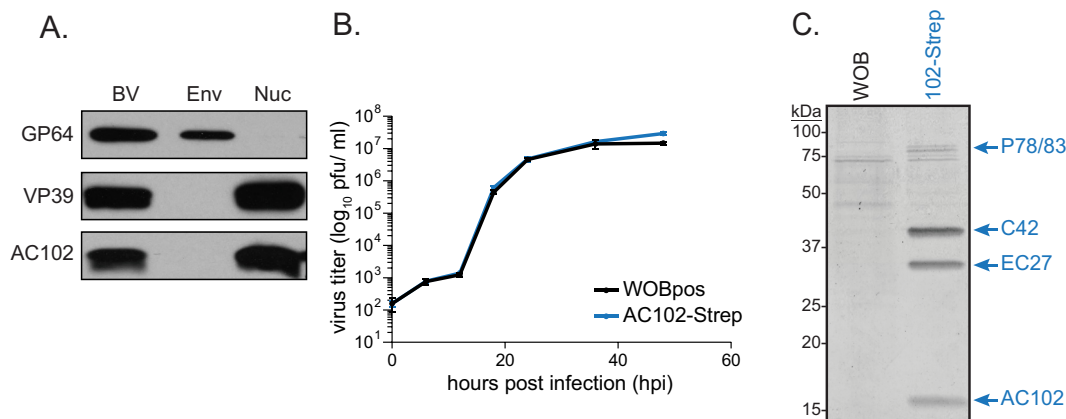 A.
BV Env Nuc
GP64
VP39
AC102
B.
virus titer (log10 pfu/ ml)
10^8
10^7
10^6
10^5
10^4
10^3
10^2
10^1
0 20 40 60
hours post infection (hpi)
WOBpos
AC102-Strep
C.
WOB
102-Strep
kDa
100
75
50
37
25
20
15
P78/83
C42
EC27
AC102